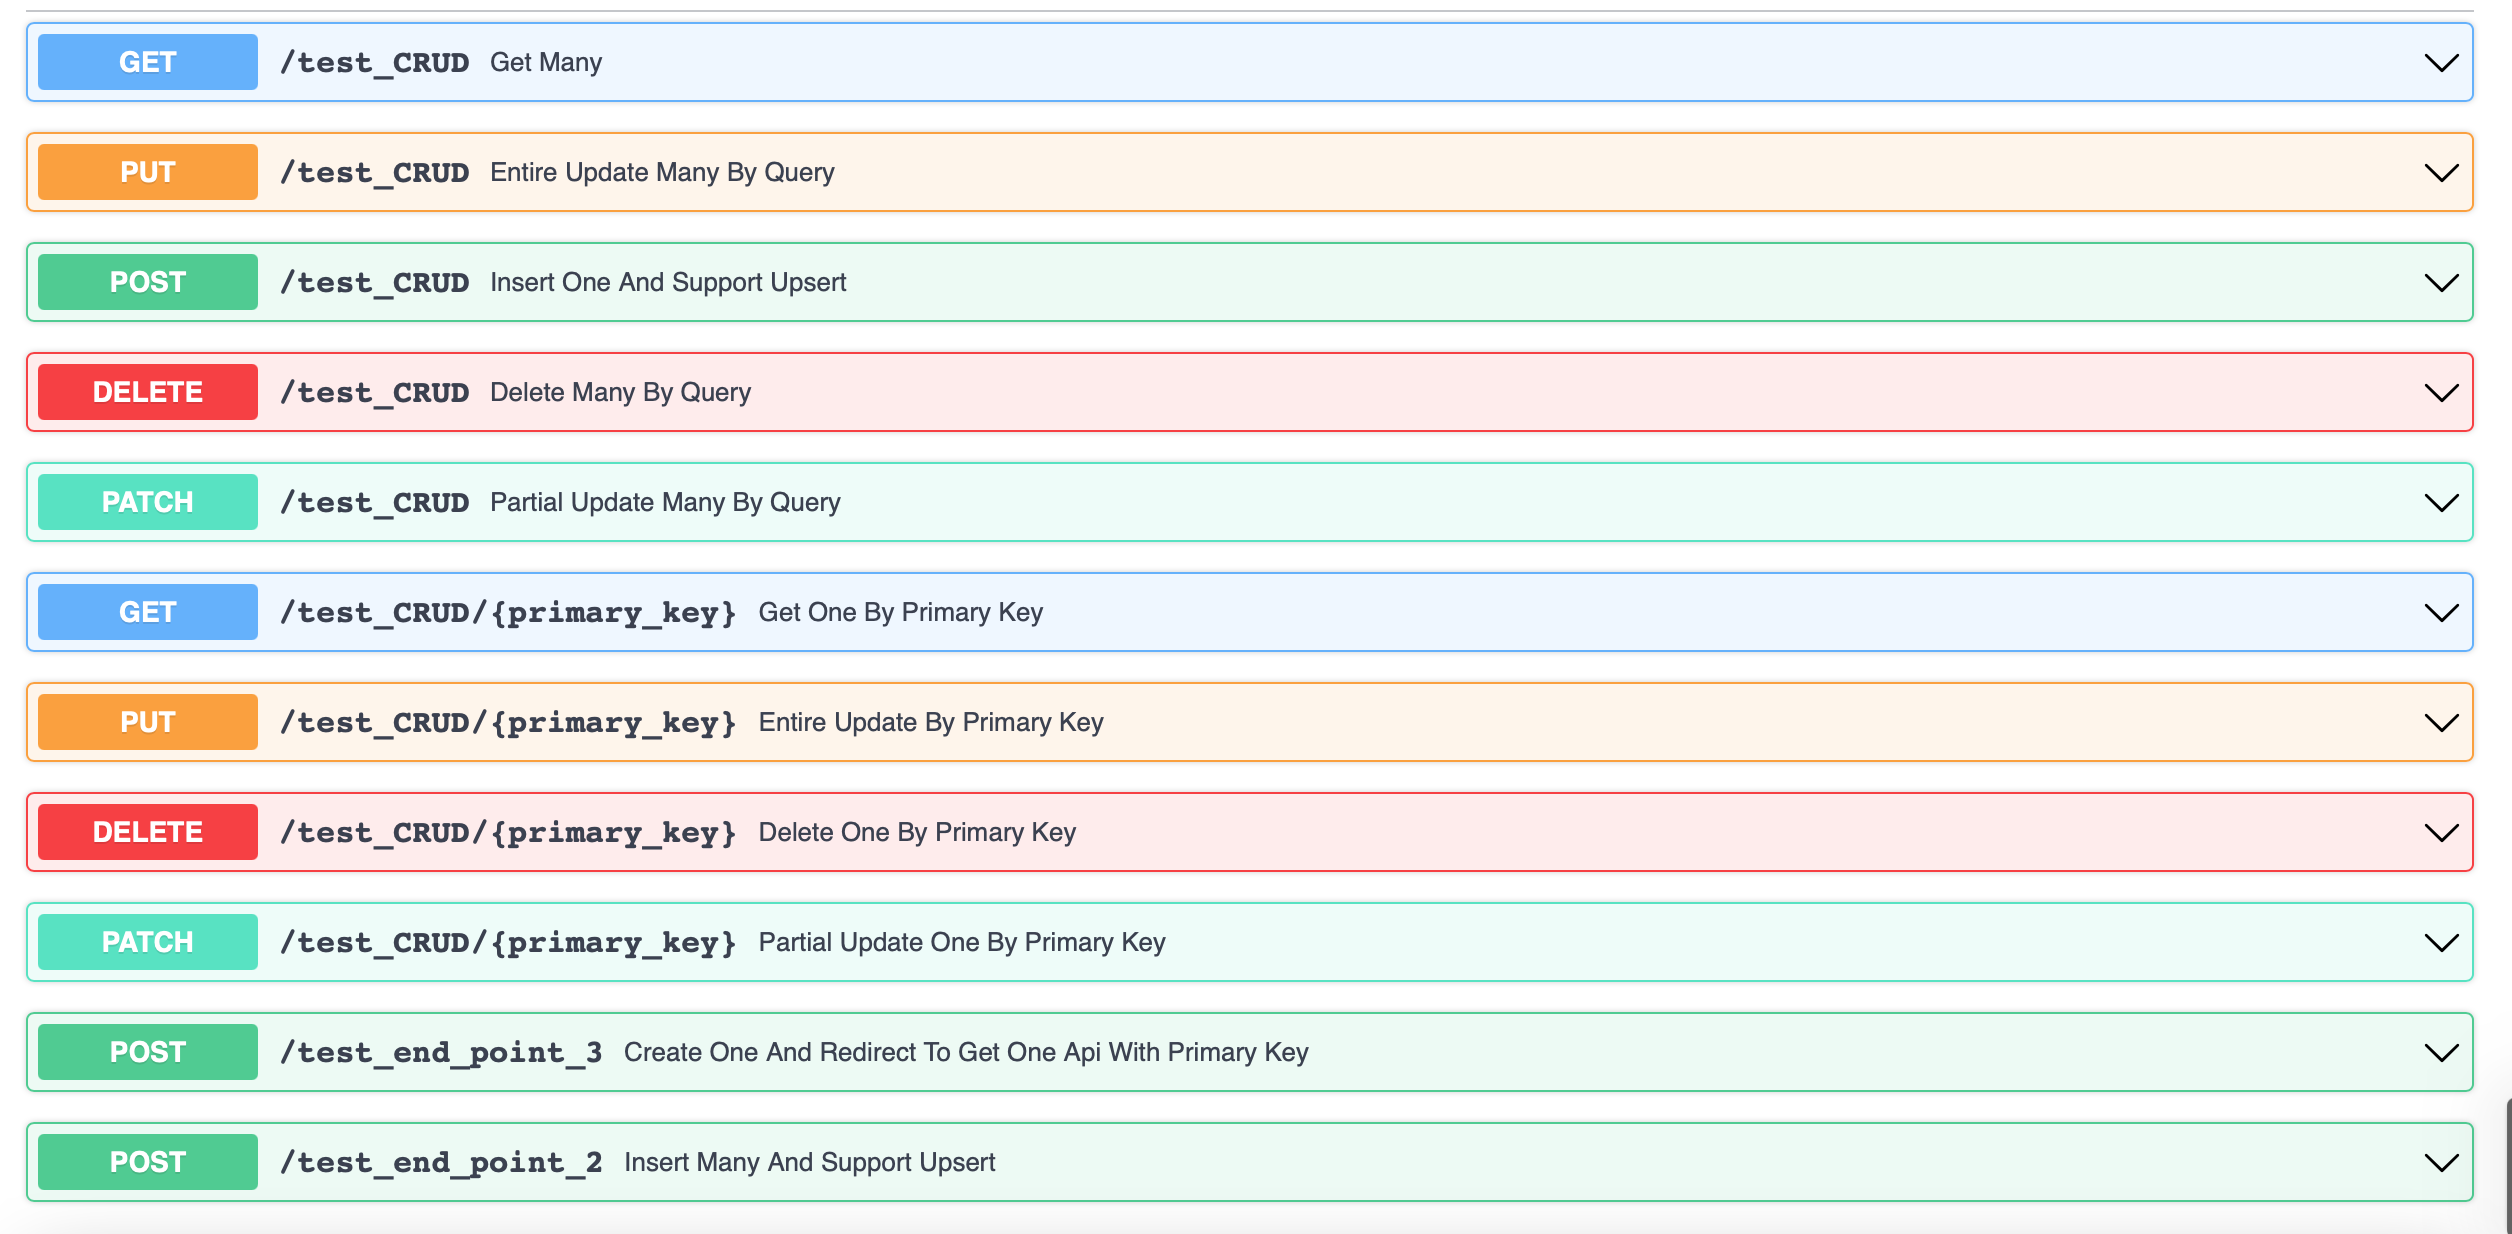 GET /test_CRUD Get Many
PUT /test_CRUD Entire Update Many By Query
POST /test_CRUD Insert One And Support Upsert
DELETE /test_CRUD Delete Many By Query
PATCH /test_CRUD Partial Update Many By Query
GET /test_CRUD/{primary_key} Get One By Primary Key
PUT /test_CRUD/{primary_key} Entire Update By Primary Key
DELETE /test_CRUD/{primary_key} Delete One By Primary Key
PATCH /test_CRUD/{primary_key} Partial Update One By Primary Key
POST /test_end_point_3 Create One And Redirect To Get One Api With Primary Key
POST /test_end_point_2 Insert Many And Support Upsert